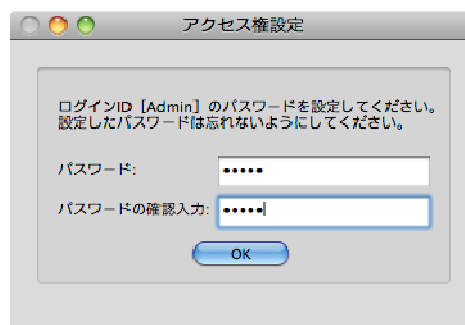 アクセス権設定
ログインID［Admin］のパスワードを設定してください。
設定したパスワードは忘れないようにしてください。
パスワード: •••••
パスワードの確認入力: •••••
OK